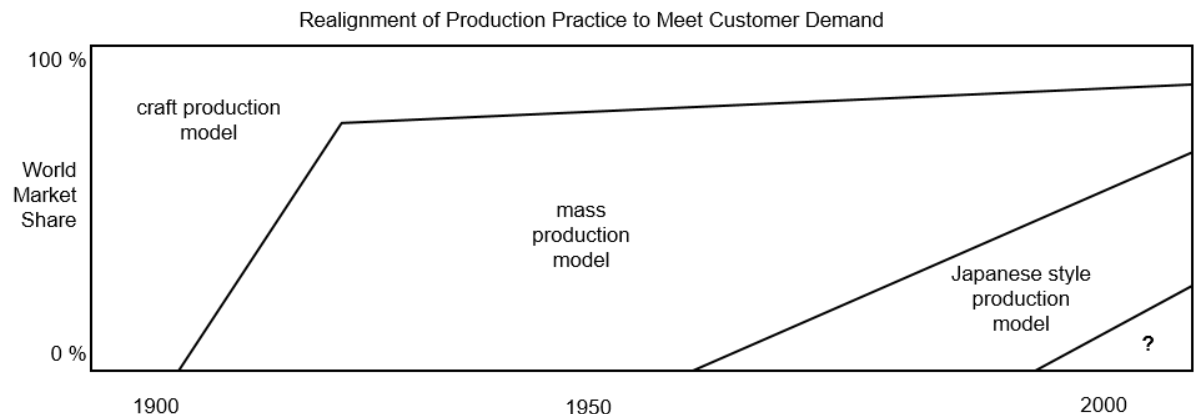 Realignment of Production Practice to Meet Customer Demand
100 %
craft production
model
World
Market
Share
mass
production
model
Japanese style
production
model
?
0 %
1900
1950
2000